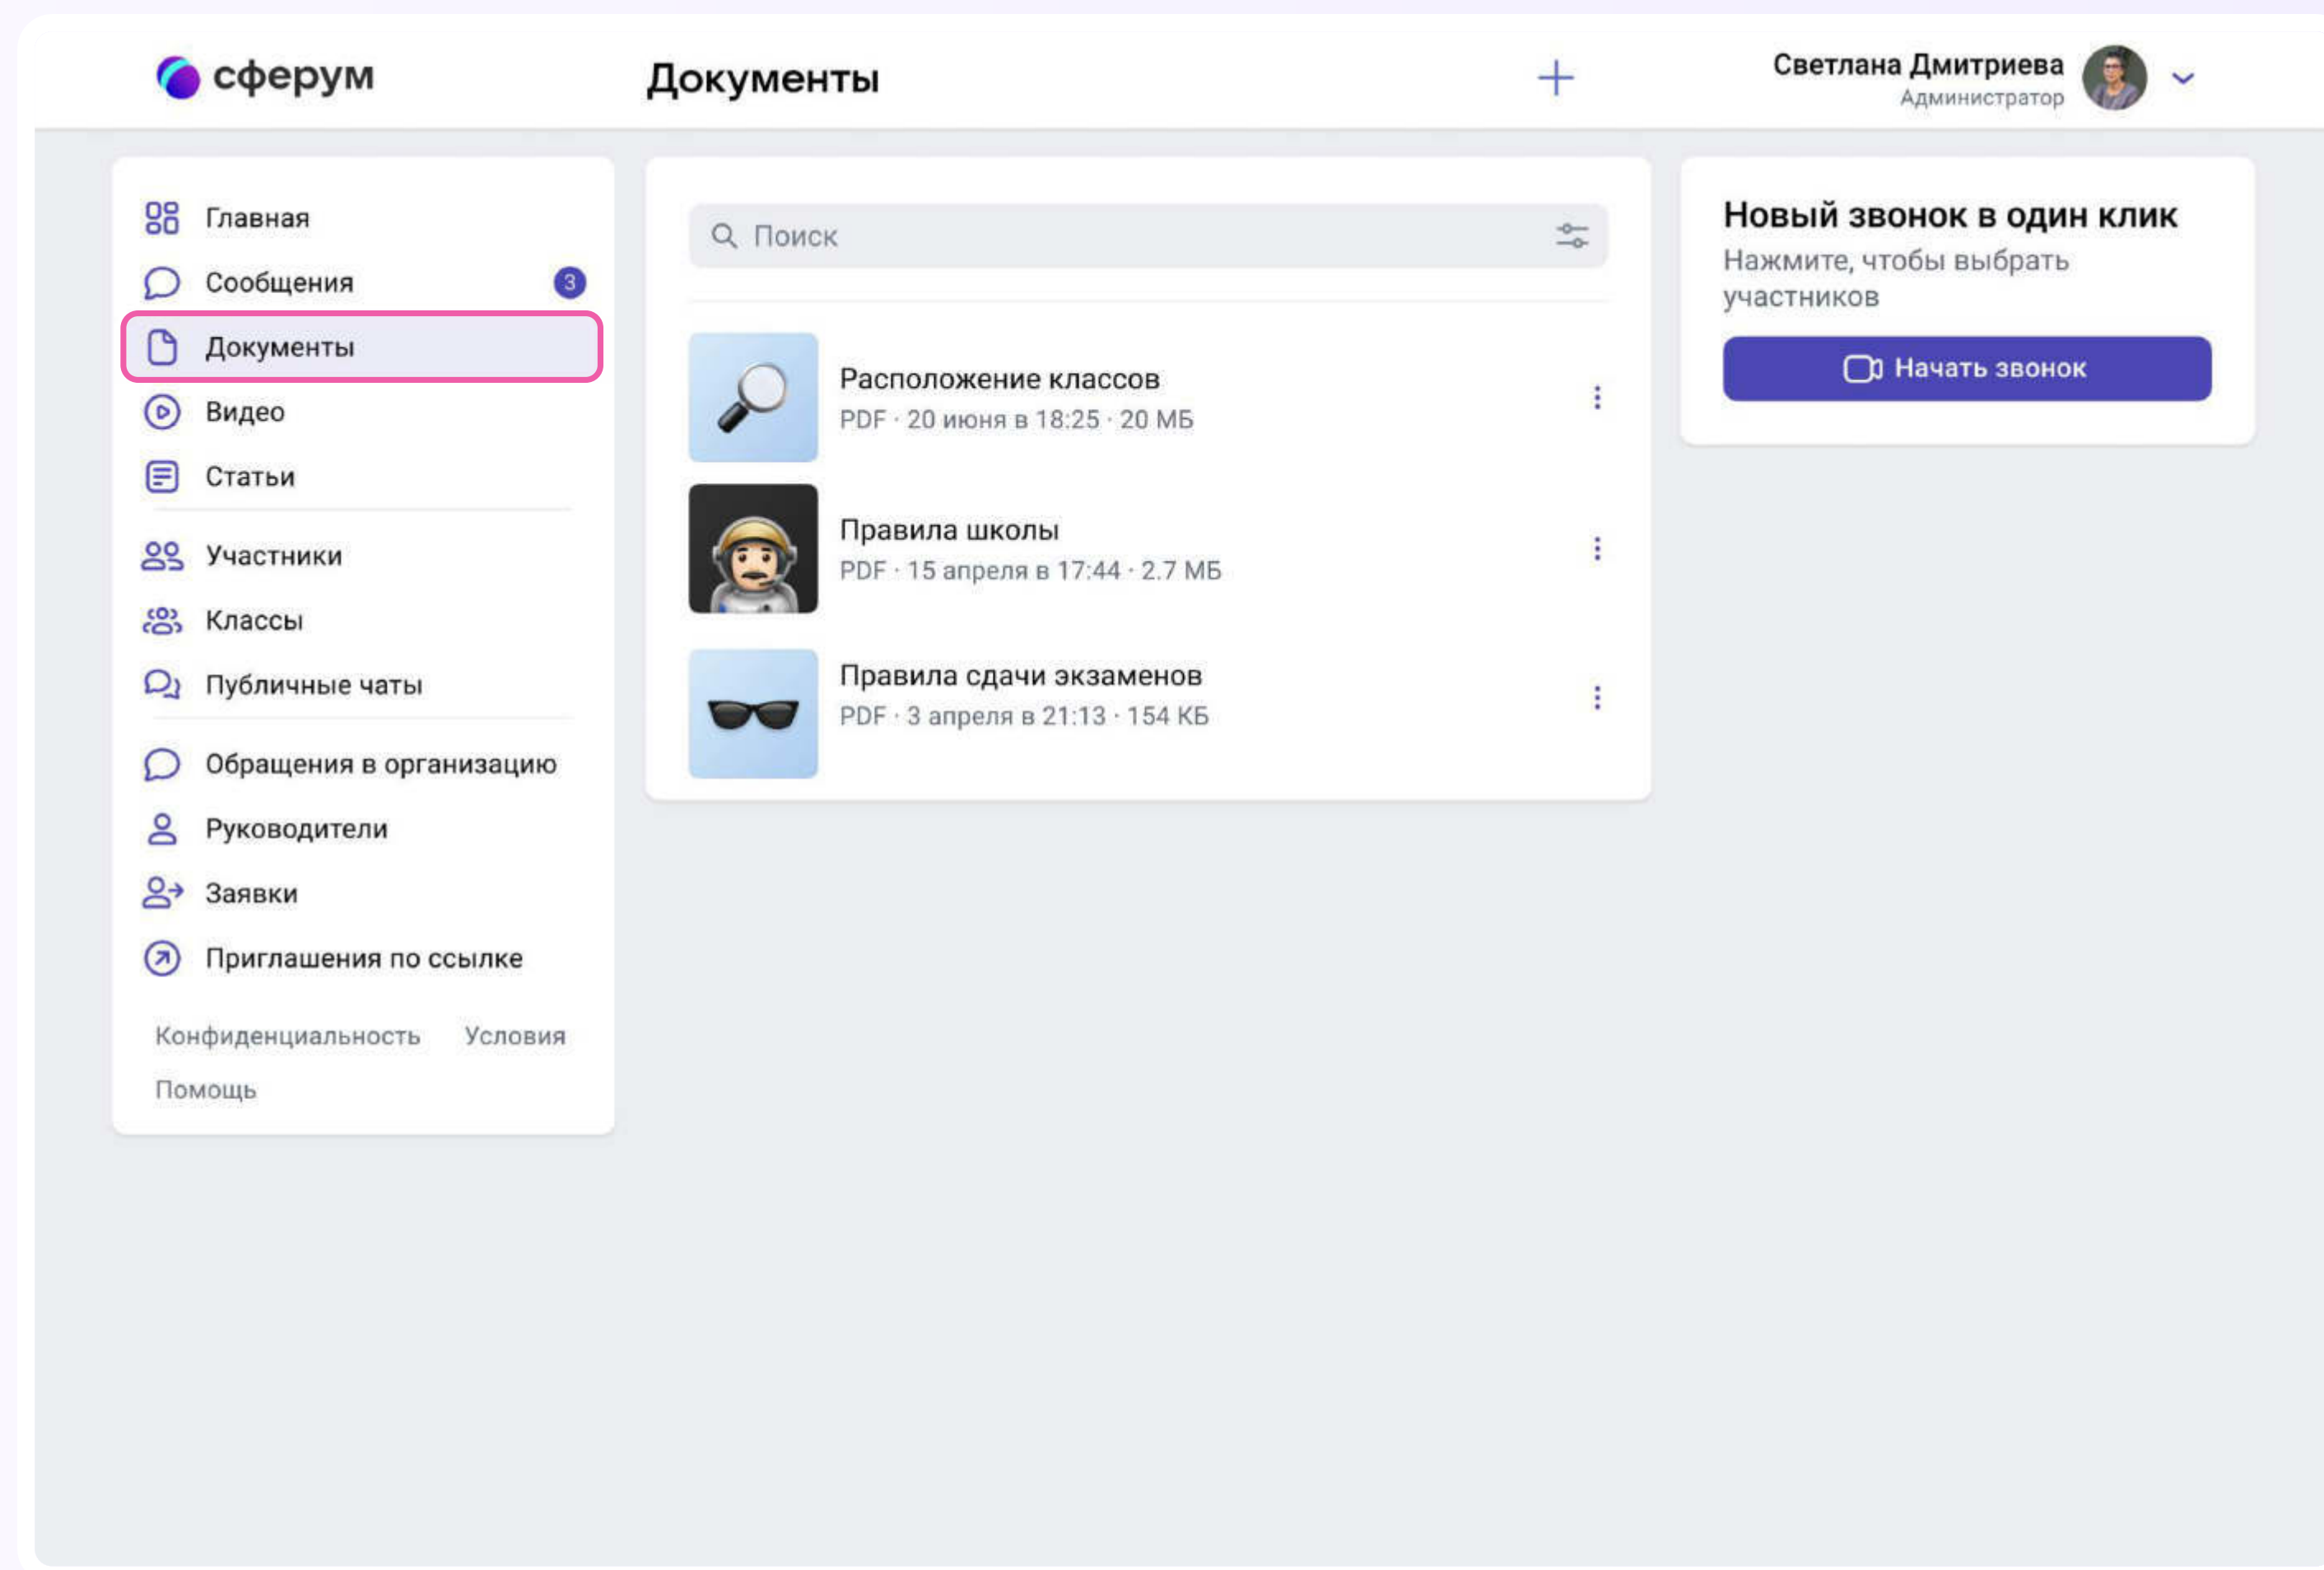 сферум
Документы
Светлана Дмитриева
Администратор
Главная
Сообщения
3
Документы
Видео
Статьи
Участники
Классы
Публичные чаты
Обращения в организацию
Руководители
Заявки
Приглашения по ссылке
Конфиденциальность Условия
Помощь
Поиск
Расположение классов
PDF · 20 июня в 18:25 · 20 МБ
Правила школы
PDF · 15 апреля в 17:44 · 2.7 МБ
Правила сдачи экзаменов
PDF · 3 апреля в 21:13 · 154 КБ
Новый звонок в один клик
Нажмите, чтобы выбрать
участников
Начать звонок